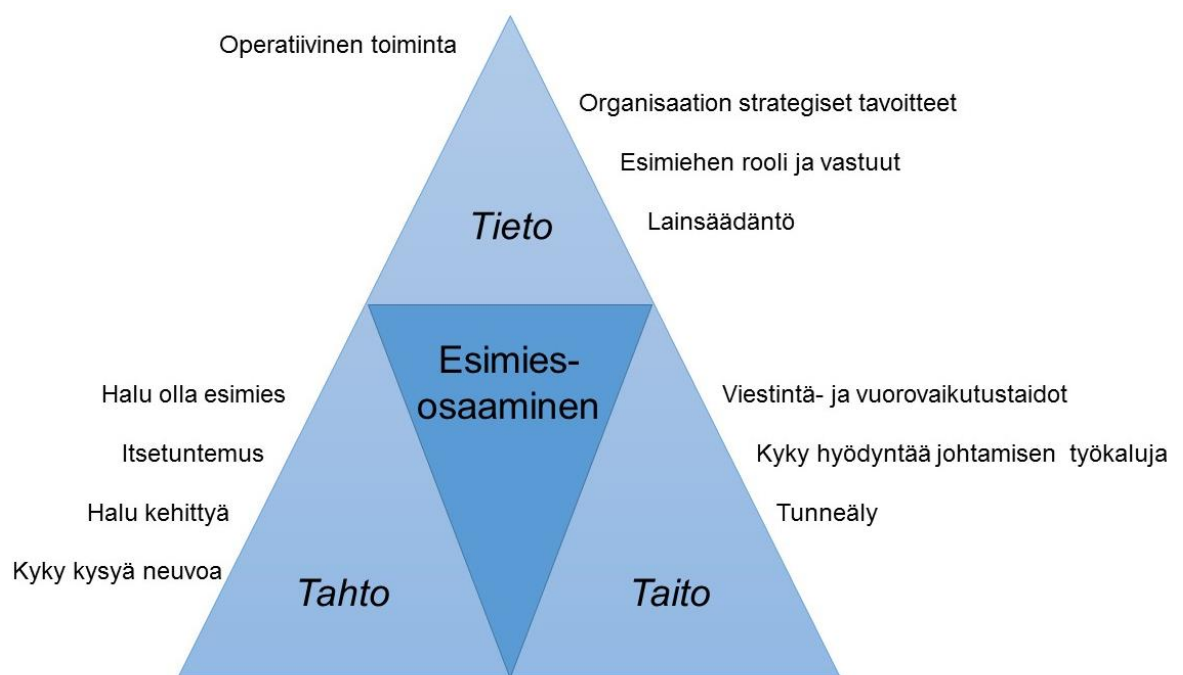 Operatiivinen toiminta
Organisaation strategiset tavoitteet
Esimiehen rooli ja vastuut
Lainsäädäntö
Tieto
Esimies-
osaaminen
Halu olla esimies
Itsetuntemus
Halu kehittyä
Kyky kysyä neuvoa
Tahto
Viestintä- ja vuorovaikutustaidot
Kyky hyödyntää johtamisen työkaluja
Tunneäly
Taito